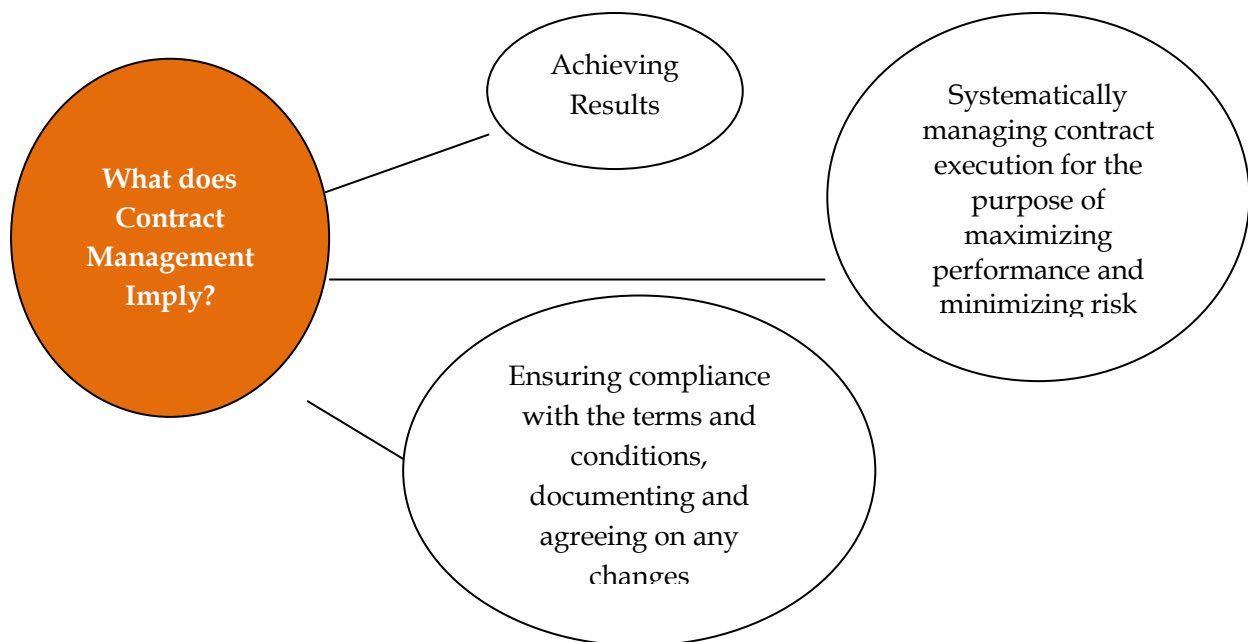 What does
Contract
Management
Imply?
Achieving
Results
Systematically
managing contract
execution for the
purpose of
maximizing
performance and
minimizing risk
Ensuring compliance
with the terms and
conditions,
documenting and
agreeing on any
changes